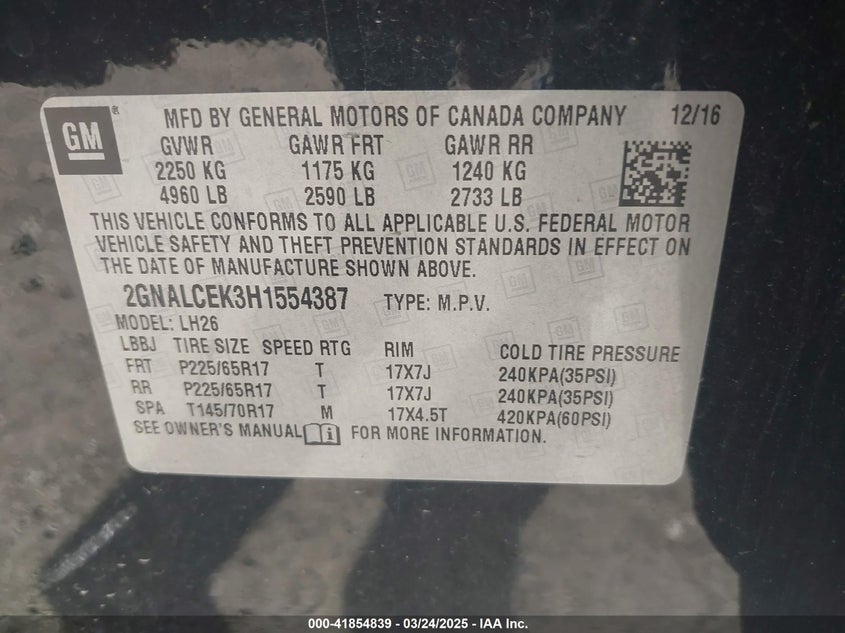 GM ® MFD BY GENERAL MOTORS OF CANADA COMPANY 12/16
GVWR GAWR FRT GAWR RR
2250 KG 1175 KG 1240 KG
4960 LB 2590 LB 2733 LB
THIS VEHICLE CONFORMS TO ALL APPLICABLE U.S. FEDERAL MOTOR
VEHICLE SAFETY AND THEFT PREVENTION STANDARDS IN EFFECT ON
THE DATE OF MANUFACTURE SHOWN ABOVE.
2GNALCEK3H1554387 TYPE: M.P.V.
MODEL: LH26
LBBJ TIRE SIZE SPEED RTG RIM COLD TIRE PRESSURE
FRT P225/65R17 T 17X7J 240KPA(35PSI)
RR P225/65R17 T 17X7J 240KPA(35PSI)
SPA T145/70R17 M 17X4.5T 420KPA(60PSI)
SEE OWNER'S MANUAL i FOR MORE INFORMATION.
000-41854839 - 03/24/2025 - IAA Inc.